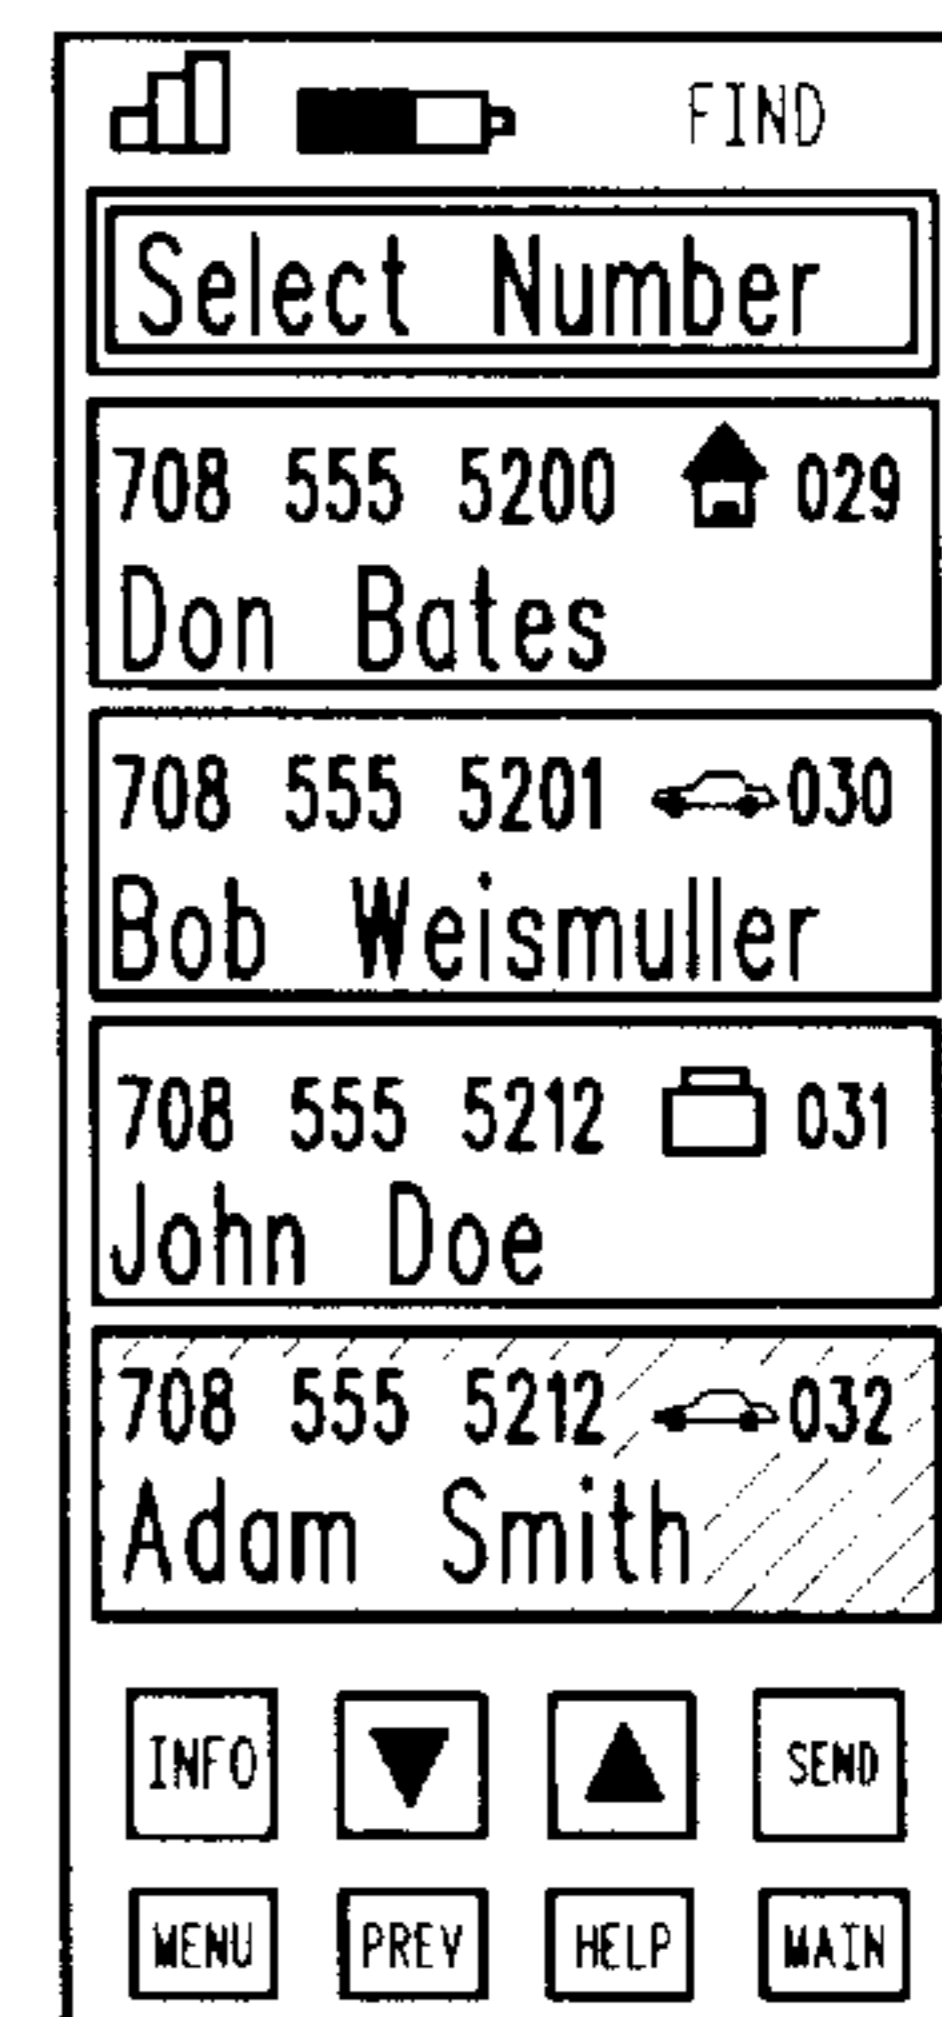 FIND
Select Number
708 555 5200 029
Don Bates
708 555 5201 030
Bob Weismuller
708 555 5212 031
John Doe
708 555 5212 032
Adam Smith
INFO SEND
MENU PREV HELP MAIN